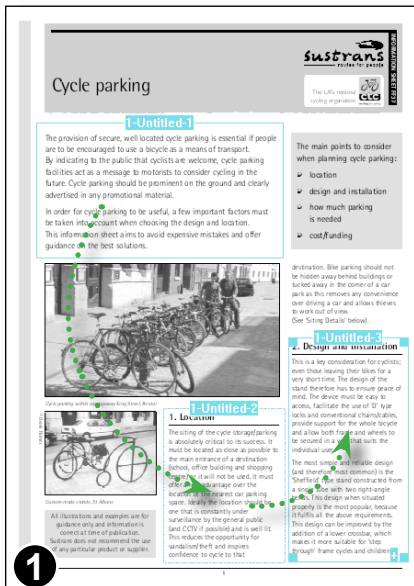 sustrans
routes for people
INFORMATION SHEET FF37
Cycle parking
The UK's national
cycling organisation
CTC
1-Untitled-1
The provision of secure, well located cycle parking is essential if people
are to be encouraged to use a bicycle as a means of transport.
By indicating to the public that cyclists are welcome, cycle parking
facilities act as a message to motorists to consider cycling in the
future. Cycle parking should be prominent on the ground and clearly
advertised in any promotional material.
In order for cycle parking to be useful, a few important factors must
be taken into account when choosing the design and location.
This information sheet aims to avoid expensive mistakes and offer
guidance on the best solutions.
The main points to consider
when planning cycle parking:
location
design and installation
how much parking
is needed
cost/funding
destination. Bike parking should not
be hidden away behind buildings or
tucked away in the corner of a car
park as this removes any convenience
over driving a car and allows thieves
to work out of view.
(See 'Siting Details' below).
Cycle parking within King Street, Bristol
Custom-made stands, St Albans
All illustrations and examples are for
guidance only and information is
correct at time of publication.
Sustrans does not recommend the use
of any particular product or supplier.
1-Untitled-2
1. Location
The siting of the cycle storage/parking
is absolutely critical to its success. It
must be located as close as possible to
the main entrance of a destination
(school, office building and shopping
centre) or it will not be used. It must
offer an advantage over the
location of the nearest car parking
space. Ideally the location should be
one that is constantly under
surveillance by the general public
(and CCTV if possible) and is well lit.
This reduces the opportunity for
vandalism/theft and inspires
confidence to cycle to that
1-Untitled-3
2. Design and Installation
This is a key consideration for cyclists;
even those leaving their bikes for a
very short time. The design of the
stand therefore has to ensure peace of
mind. The device must be easy to
access, facilitate the use of 'D' type
locks and conventional chains/cables,
provide support for the whole bicycle
and allow both frame and wheels to
be secured in a way that suits the
individual user.
The most simple and reliable design
(and therefore most common) is the
'Sheffield' type stand constructed from
a single tube with two right-angle
bends. This design when situated
properly is the most popular, because
it fulfils all the above requirements.
This design can be improved by the
addition of a lower crossbar, which
makes it more suitable for 'step
through' frame cycles and children
1
1